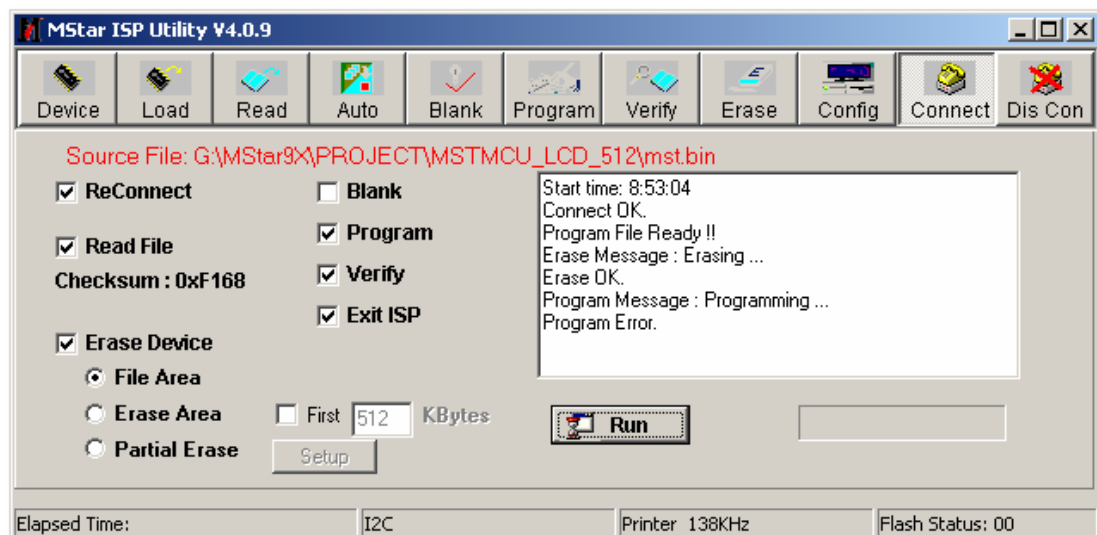 MStar ISP Utility V4.0.9
Device Load Read Auto Blank Program Verify Erase Config Connect Dis Con
Source File: G:\MStar9X\PROJECT\MSTMCU_LCD_512\mst.bin
ReConnect
Read File
Checksum : 0xF168
Erase Device
File Area
Erase Area
Partial Erase
First 512 KBytes
Setup
Blank
Program
Verify
Exit ISP
Start time: 8:53:04
Connect OK.
Program File Ready !!
Erase Message : Erasing ...
Erase OK.
Program Message : Programming ...
Program Error.
Run
Elapsed Time: I2C Printer 138KHz Flash Status: 00